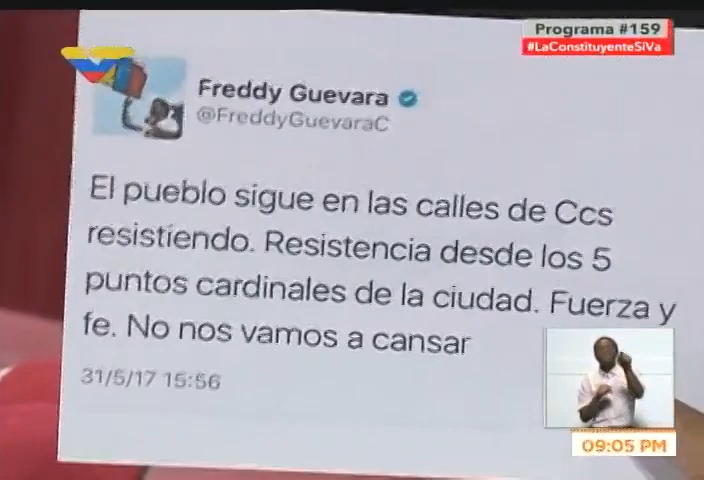 Programa #159
#LaConstituyenteSiVa
Freddy Guevara
@FreddyGuevaraC
El pueblo sigue en las calles de Ccs
resistiendo. Resistencia desde los 5
puntos cardinales de la ciudad. Fuerza y
fe. No nos vamos a cansar
31/5/17 15:56
09:05 PM